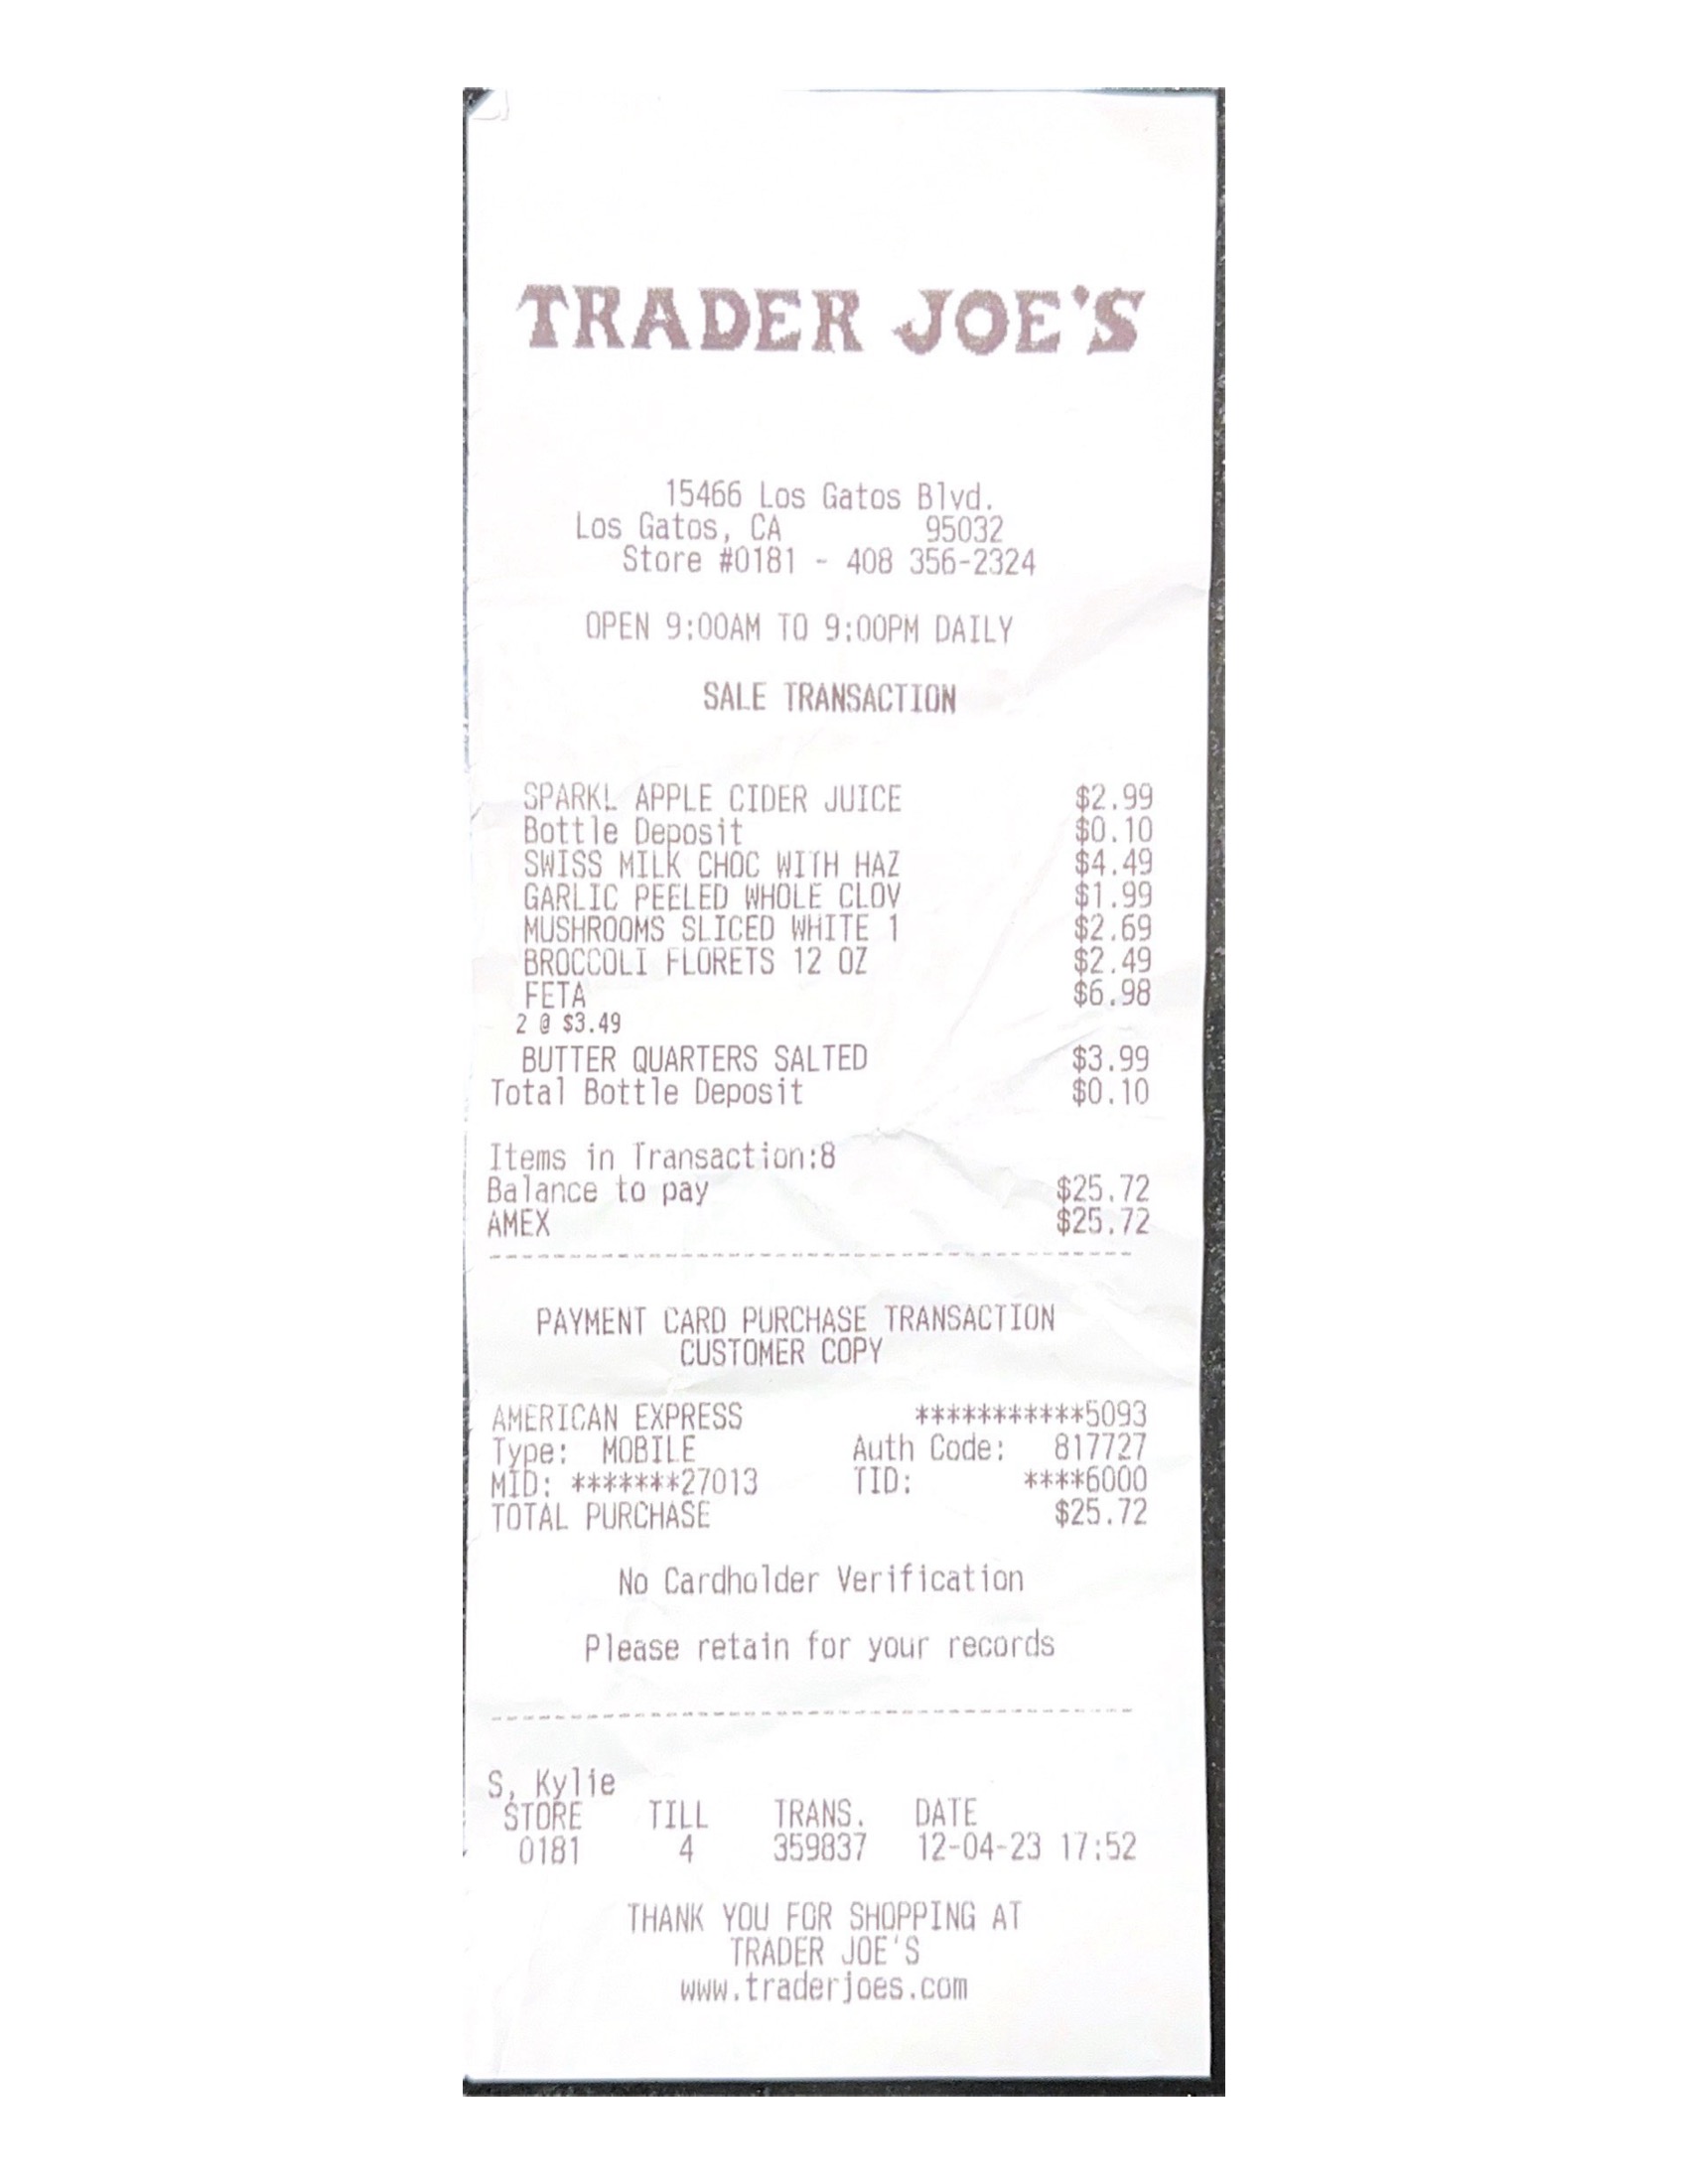 TRADER JOE'S
15466 Los Gatos Blvd.
Los Gatos, CA 95032
Store #0181 - 408 356-2324
OPEN 9:00AM TO 9:00PM DAILY
SALE TRANSACTION
SPARKL APPLE CIDER JUICE $2.99
Bottle Deposit $0.10
SWISS MILK CHOC WITH HAZ $4.49
GARLIC PEELED WHOLE CLOV $1.99
MUSHROOMS SLICED WHITE 1 $2.69
BROCCOLI FLORETS 12 OZ $2.49
FETA $6.98
2 @ $3.49
BUTTER QUARTERS SALTED $3.99
Total Bottle Deposit $0.10
Items in Transaction:8
Balance to pay $25.72
AMEX $25.72
PAYMENT CARD PURCHASE TRANSACTION
CUSTOMER COPY
AMERICAN EXPRESS ***********5093
Type: MOBILE Auth Code: 817727
MID: *******27013 TID: ****6000
TOTAL PURCHASE $25.72
No Cardholder Verification
Please retain for your records
S, Kylie
STORE TILL TRANS. DATE
0181 4 359837 12-04-23 17:52
THANK YOU FOR SHOPPING AT
TRADER JOE'S
www.traderjoes.com